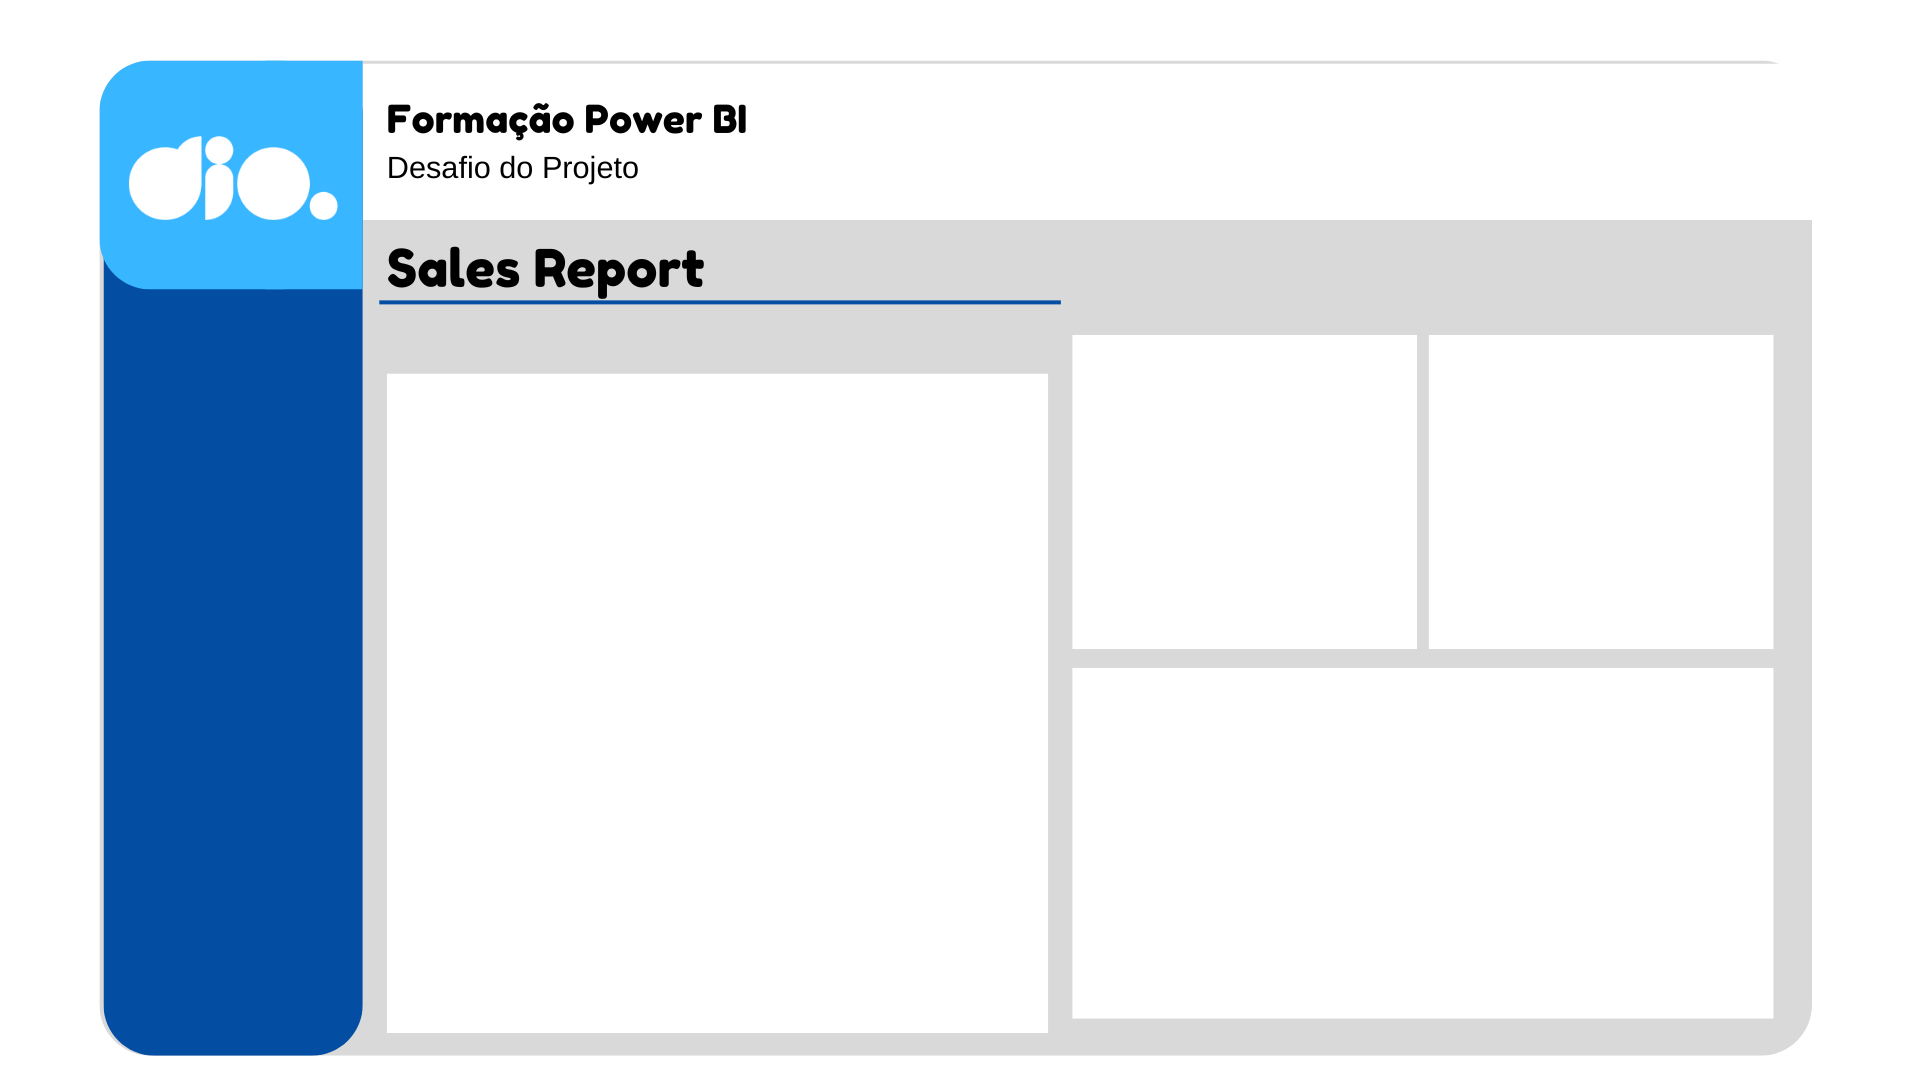 dio.
Formação Power BI
Desafio do Projeto
Sales Report